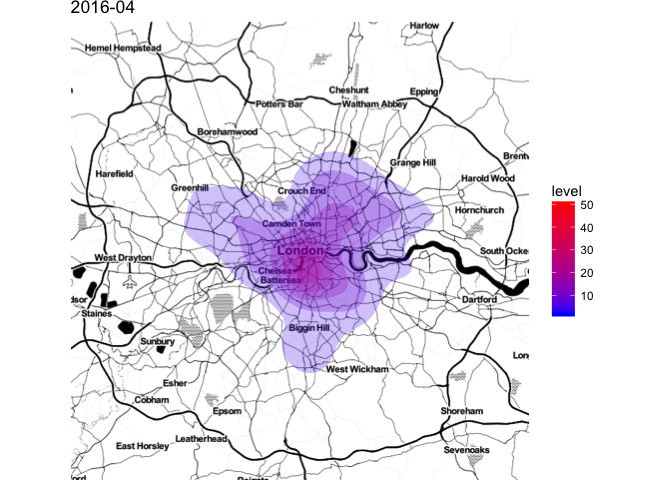 2016-04
Harlow
Hemel Hempstead
Cheshunt
Epping
Potters Bar
Waltham Abbey
Borehamwood
Brentw
Grange Hill
Harefield
Harold Wood
Greenhill
Crouch End
level
Hornchurch
50
Camden Town
40
London
South Ocke
West Drayton
30
Chelsea
Battersea
20
dsor
Dartford
10
Staines
Biggin Hill
Sunbury
Lon
West Wickham
Esher
Cobham
Epsom
Shoreham
Leatherhead
East Horsley
Sevenoaks
ford
Reigate